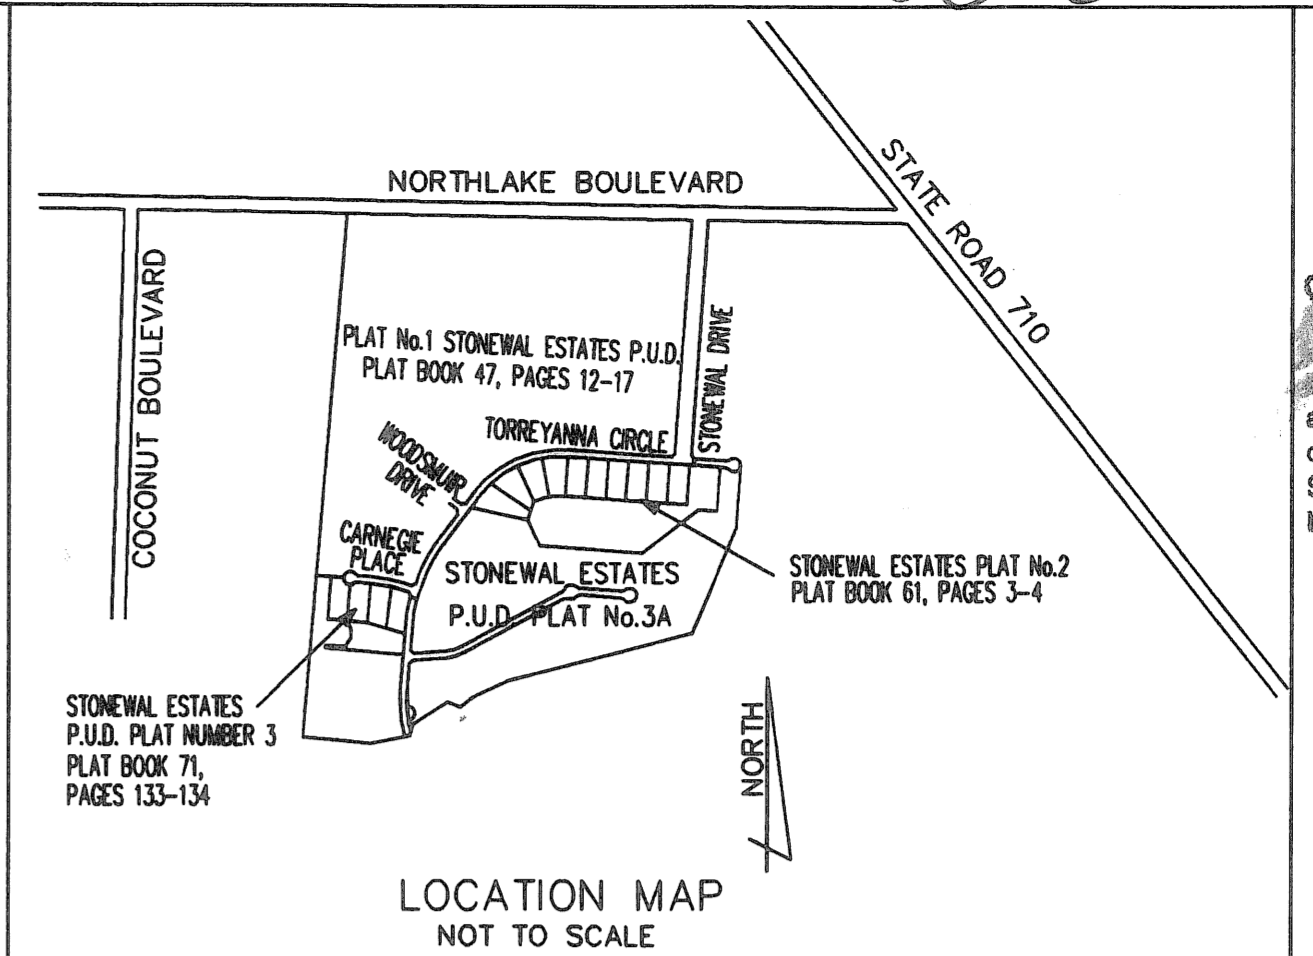 NORTHLAKE BOULEVARD
STATE ROAD 710
COCONUT BOULEVARD
STONEWAL DRIVE
PLAT No.1 STONEWAL ESTATES P.U.D.
PLAT BOOK 47, PAGES 12-17
TORREYANNA CIRCLE
WOODSMUIR
DRIVE
CARNEGIE
PLACE
STONEWAL ESTATES
P.U.D. PLAT No.3A
STONEWAL ESTATES PLAT No.2
PLAT BOOK 61, PAGES 3-4
STONEWAL ESTATES
P.U.D. PLAT NUMBER 3
PLAT BOOK 71,
PAGES 133-134
NORTH
LOCATION MAP
NOT TO SCALE